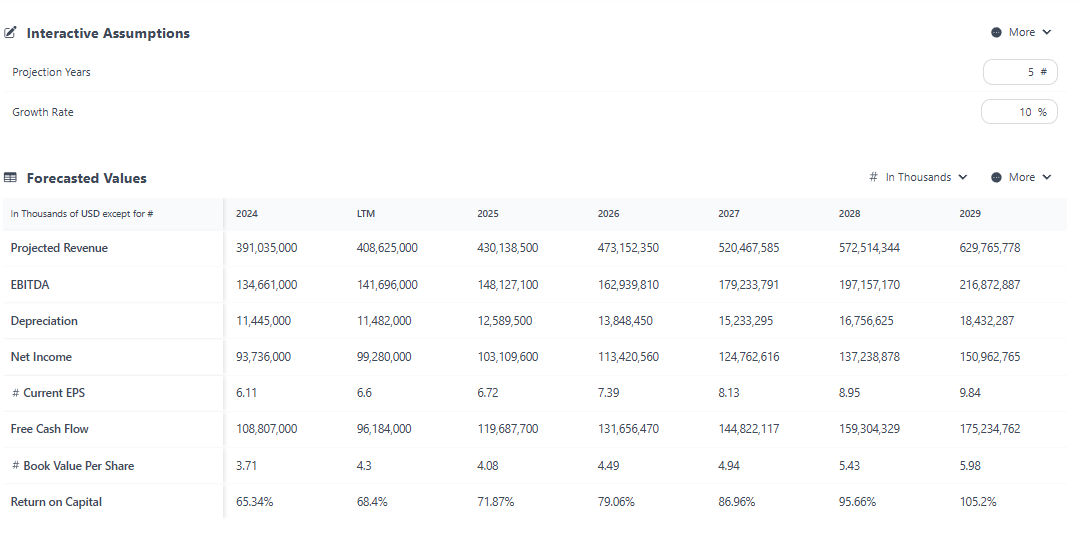 Interactive Assumptions More
Projection Years 5 #
Growth Rate 10 %
Forecasted Values # In Thousands More
In Thousands of USD except for # 2024 LTM 2025 2026 2027 2028 2029
Projected Revenue 391,035,000 408,625,000 430,138,500 473,152,350 520,467,585 572,514,344 629,765,778
EBITDA 134,661,000 141,696,000 148,127,100 162,939,810 179,233,791 197,157,170 216,872,887
Depreciation 11,445,000 11,482,000 12,589,500 13,848,450 15,233,295 16,756,625 18,432,287
Net Income 93,736,000 99,280,000 103,109,600 113,420,560 124,762,616 137,238,878 150,962,765
# Current EPS 6.11 6.6 6.72 7.39 8.13 8.95 9.84
Free Cash Flow 108,807,000 96,184,000 119,687,700 131,656,470 144,822,117 159,304,329 175,234,762
# Book Value Per Share 3.71 4.3 4.08 4.49 4.94 5.43 5.98
Return on Capital 65.34% 68.4% 71.87% 79.06% 86.96% 95.66% 105.2%